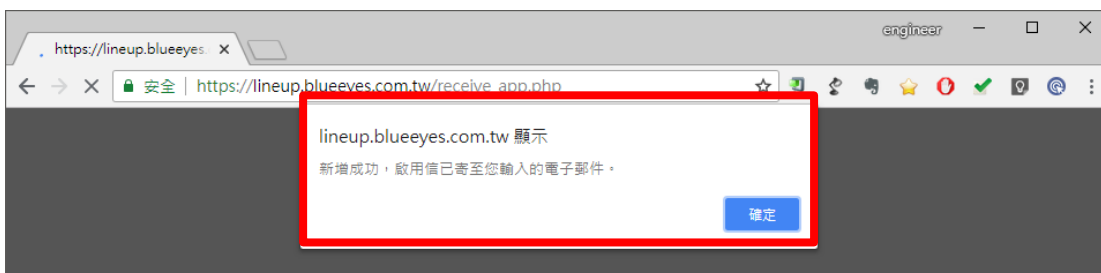 engineer
https://lineup.blueeyes.
安全 | https://lineup.blueeyes.com.tw/receive_app.php
lineup.blueeyes.com.tw 顯示
新增成功，啟用信已寄至您輸入的電子郵件。
確定